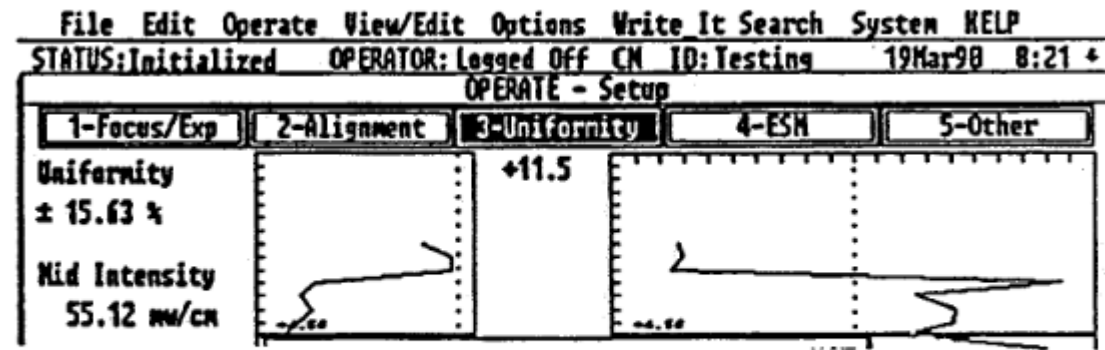 File Edit Operate View/Edit Options Write_It Search System HELP
STATUS:Initialized OPERATOR: Logged Off CM ID:Testing 19Mar90 8:21
OPERATE - Setup
1-Focus/Exp 2-Alignment 3-Uniformity 4-ESM 5-Other
Uniformity +11.5
± 15.63 %
Mid Intensity
55.12 mw/cm